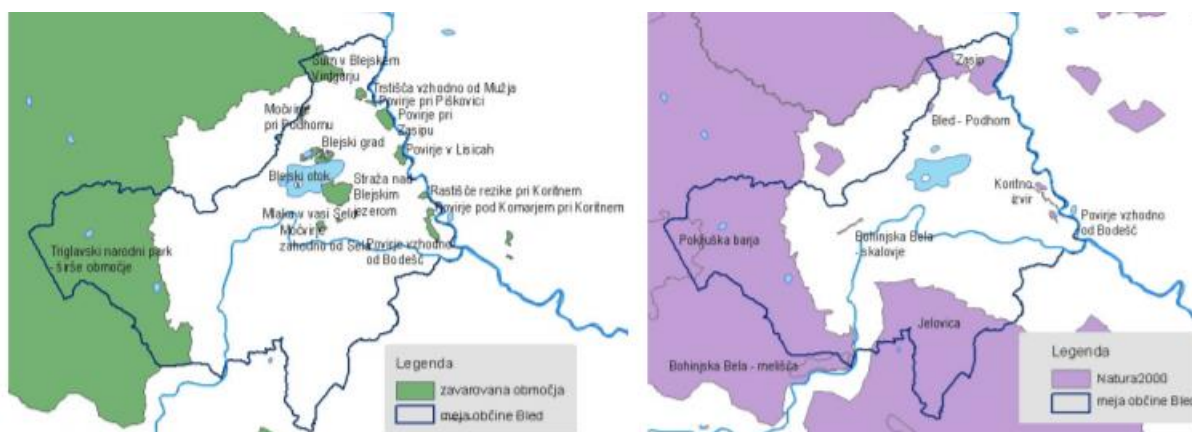 Šum v Blejskem
Vintgarju
Trstišča vzhodno od Mužja
Povirje pri Piškovici
Povirje pri
Zasipu
Močvirje
pri Podhomu
Blejski grad
Povirje v Lisicah
Blejski otok
Straža nad
Blejskim
jezerom
Rastišče rezike pri Koritnem
Povirje pod Komarjem pri Koritnem
Mlaka v vasi Selo
Močvirje
zahodno od Sela
Povirje vzhodno
od Bodešč
Triglavski narodni park
- širše območje
Legenda
zavarovana območja
meja občine Bled
Zasip
Bled - Podhom
Koritno
izvir
Povirje vzhodno
od Bodešč
Pokljuška barja
Bohinjska Bela
- skalovje
Jelovica
Bohinjska Bela - melišča
Legenda
Natura2000
meja občine Bled